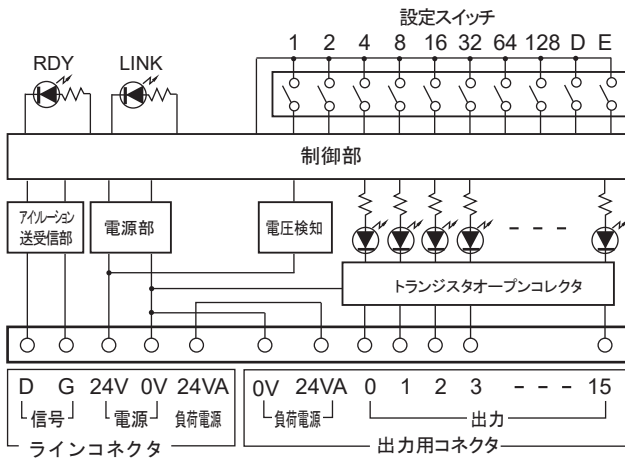 設定スイッチ
RDY LINK 1 2 4 8 16 32 64 128 D E
制御部
アイソレーション
送受信部
電源部
電圧検知
トランジスタオープンコレクタ
D G 24V 0V 24VA 0V 24VA 0 1 2 3 - - - - 15
信号 電源 負荷電源 負荷電源 出力
ラインコネクタ 出力用コネクタ